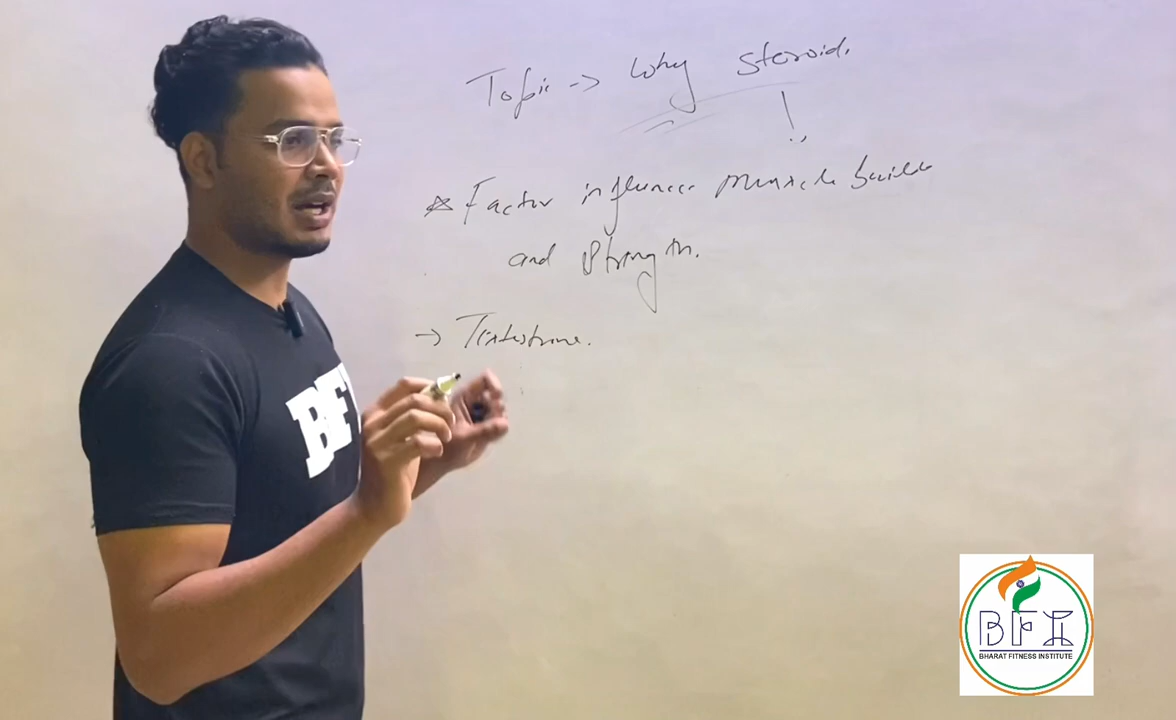 Topic -> Why steroid.
* Factor influence muscle build
and strength.
-> Testosterone.
BFI
BFI
BHARAT FITNESS INSTITUTE